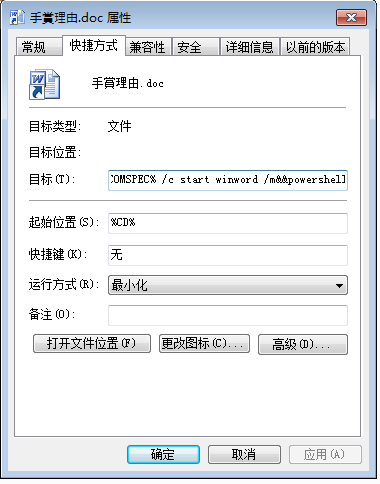 手賞理由.doc 属性
常规 快捷方式 兼容性 安全 详细信息 以前的版本
手賞理由.doc
目标类型: 文件
目标位置:
目标(T): COMSPEC% /c start winword /m&&powershell
起始位置(S): %CD%
快捷键(K): 无
运行方式(R): 最小化
备注(O):
打开文件位置(F) 更改图标(C)... 高级(D)...
确定 取消 应用(A)